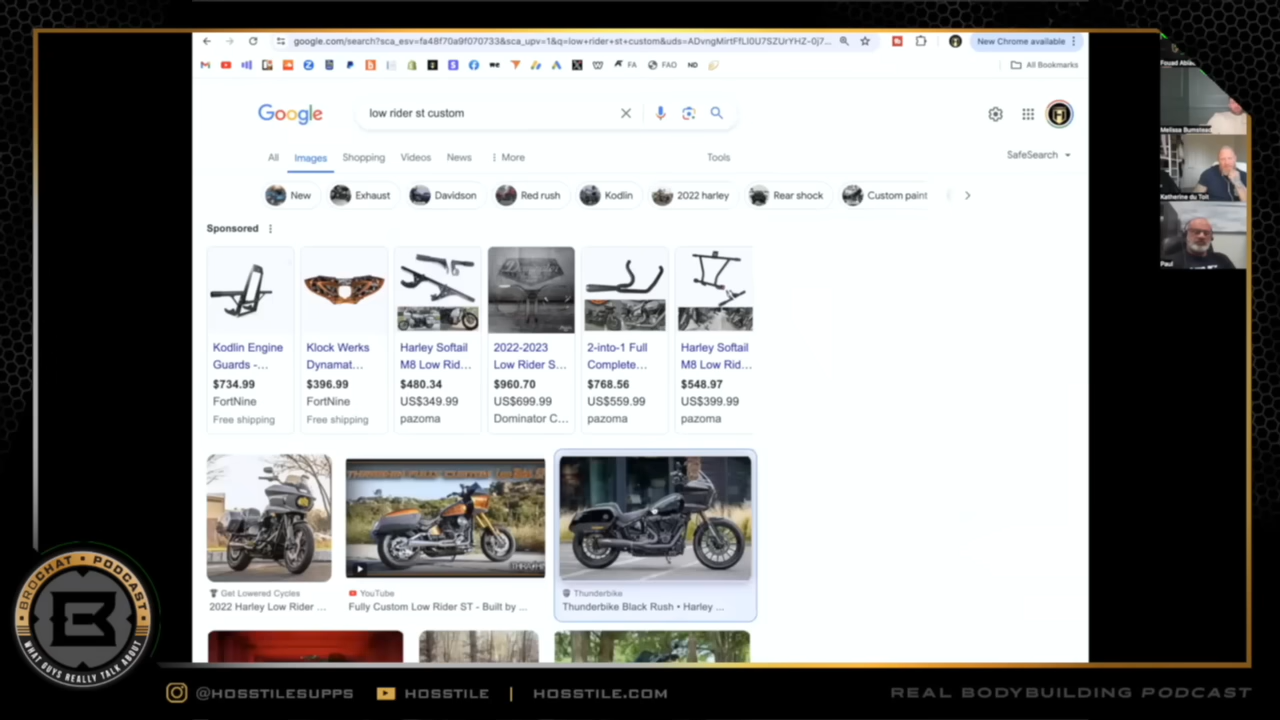 google.com/search?sca_esv=fa48f70a9f070733&sca_upv=1&q=low+rider+st+custom&uds=ADvngMirtFfLl0U7SZUrYHZ-0j7...
New Chrome available
FA
FAO
ND
All Bookmarks
Google
low rider st custom
All
Images
Shopping
Videos
News
More
Tools
SafeSearch
New
Exhaust
Davidson
Red rush
Kodlin
2022 harley
Rear shock
Custom paint
Sponsored
Kodlin Engine
Guards -...
$734.99
FortNine
Free shipping
Klock Werks
Dynamat...
$396.99
FortNine
Free shipping
Harley Softail
M8 Low Rid...
$480.34
US$349.99
pazoma
2022-2023
Low Rider S...
$960.70
US$699.99
Dominator C...
2-into-1 Full
Complete...
$768.56
US$559.99
pazoma
Harley Softail
M8 Low Rid...
$548.97
US$399.99
pazoma
Get Lowered Cycles
2022 Harley Low Rider ...
YouTube
Fully Custom Low Rider ST - Built by ...
Thunderbike
Thunderbike Black Rush • Harley ...
Melissa Bumstead
Katherine du Toit
Paul
BROCHAT • PODCAST
WHAT GUYS REALLY TALK ABOUT
@HOSSTILESUPPS
HOSSTILE
|
HOSSTILE.COM
REAL BODYBUILDING PODCAST